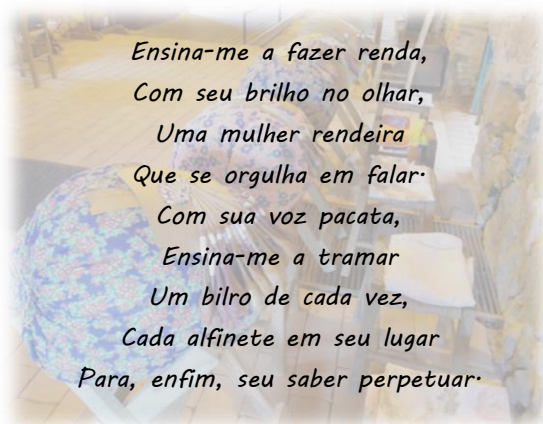 Ensina-me a fazer renda,
Com seu brilho no olhar,
Uma mulher rendeira
Que se orgulha em falar.
Com sua voz pacata,
Ensina-me a tramar
Um bilro de cada vez,
Cada alfinete em seu lugar
Para, enfim, seu saber perpetuar.